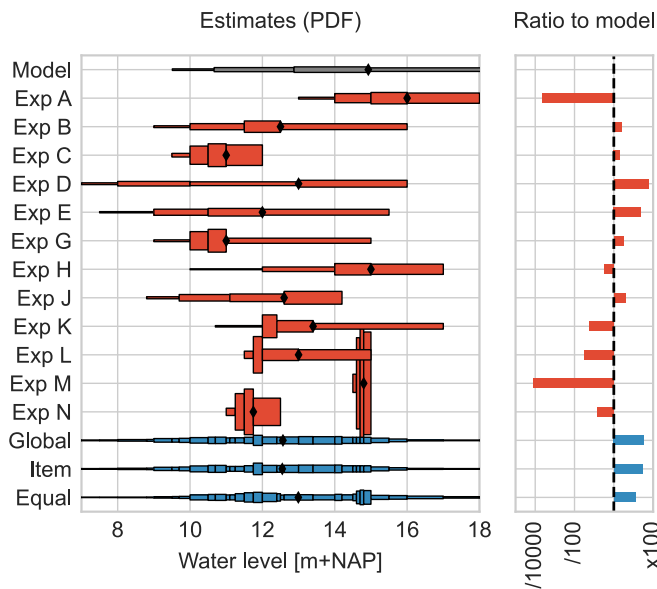 Estimates (PDF)
Ratio to model
Model
Exp A
Exp B
Exp C
Exp D
Exp E
Exp G
Exp H
Exp J
Exp K
Exp L
Exp M
Exp N
Global
Item
Equal
8 10 12 14 16 18
Water level [m+NAP]
/10000
/100
x100